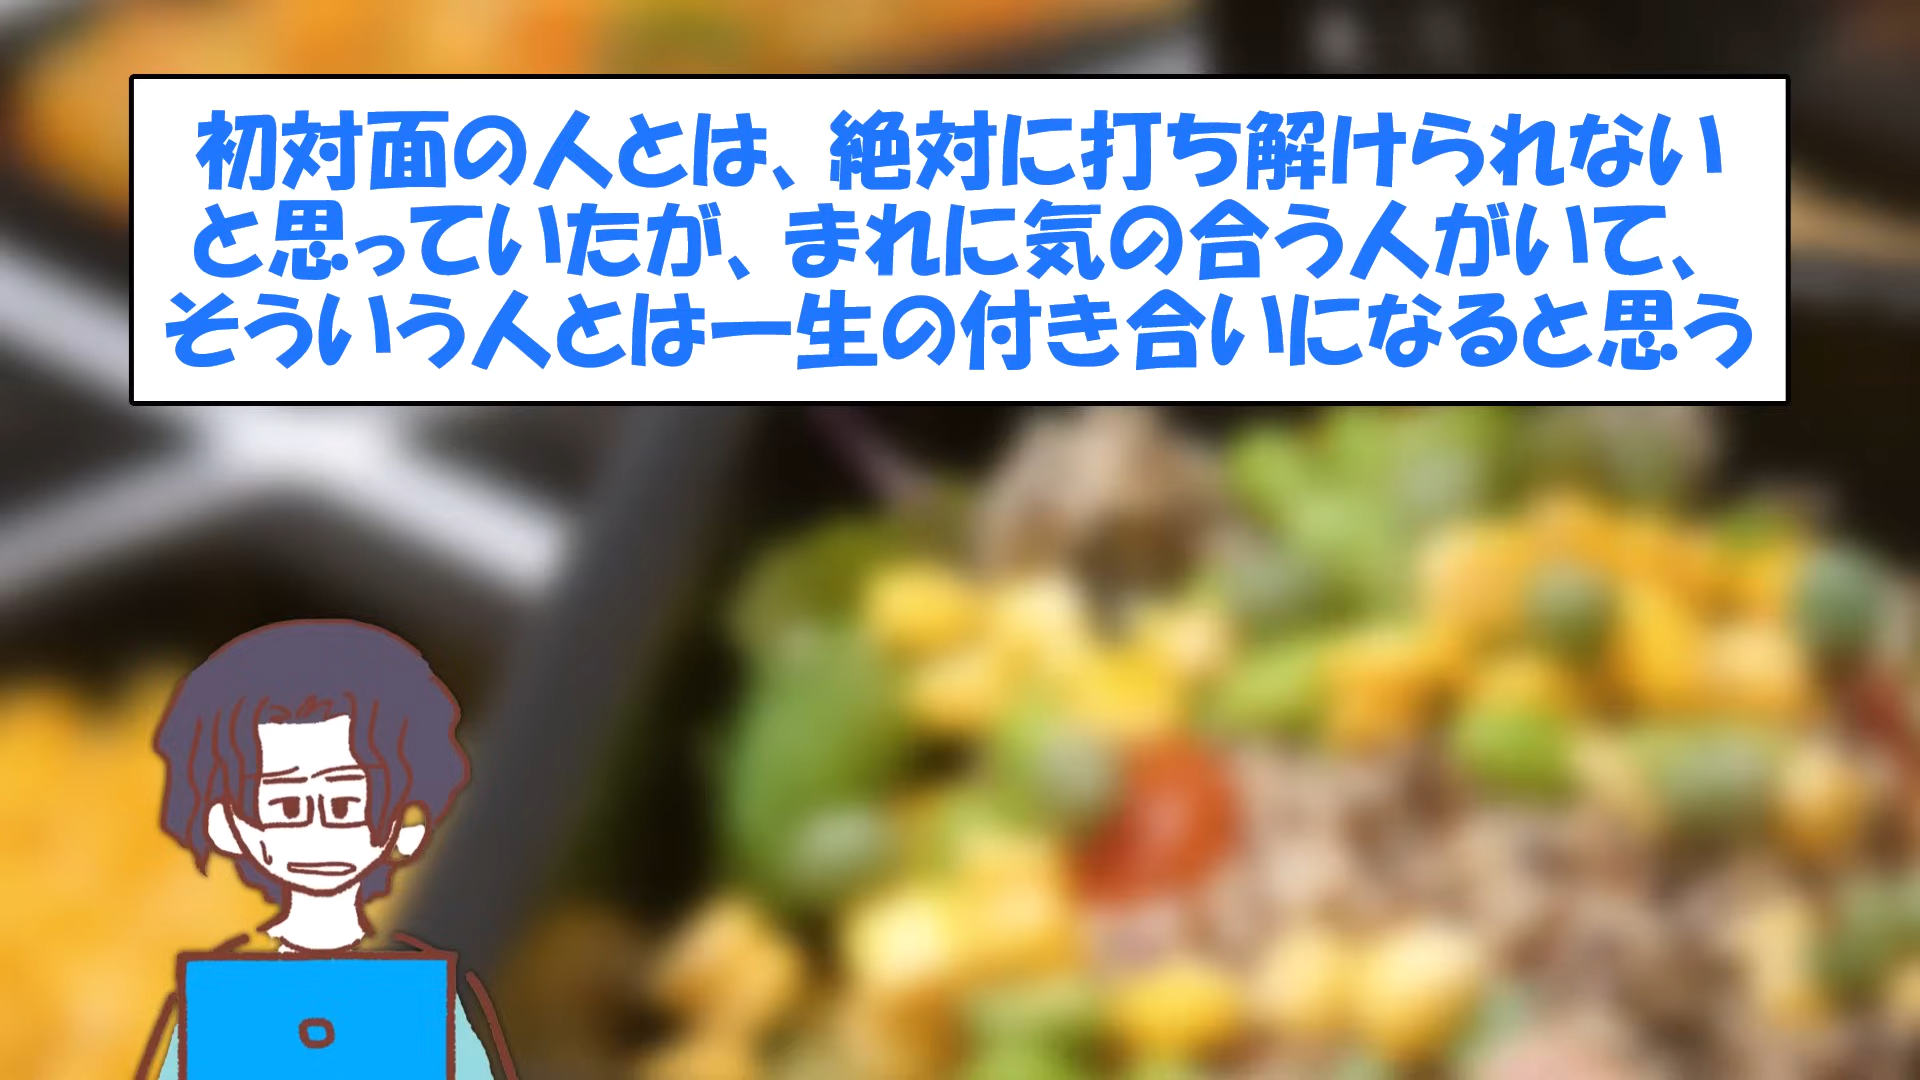 初対面の人とは、絶対に打ち解けられない
と思っていたが、まれに気の合う人がいて、
そういう人とは一生の付き合いになると思う